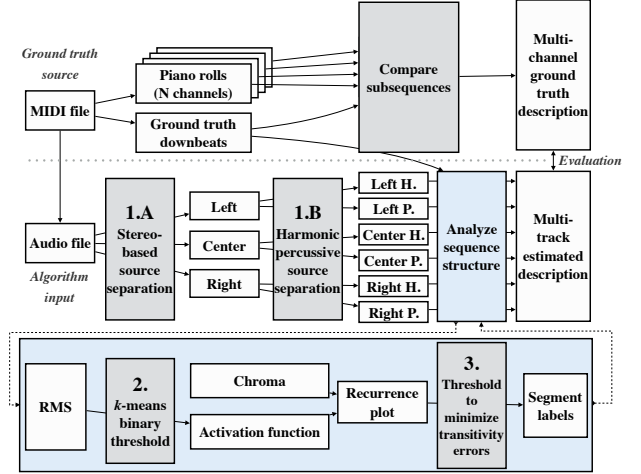 Ground truth
source
MIDI file
Piano rolls
(N channels)
Ground truth
downbeats
Compare
subsequences
Multi-
channel
ground
truth
description
Evaluation
Audio file
Algorithm
input
1.A
Stereo-
based
source
separation
Left
Center
Right
1.B
Harmonic
percussive
source
separation
Left H.
Left P.
Center H.
Center P.
Right H.
Right P.
Analyze
sequence
structure
Multi-
track
estimated
description
RMS
2.
k-means
binary
threshold
Chroma
Activation function
Recurrence
plot
3.
Threshold
to
minimize
transitivity
errors
Segment
labels